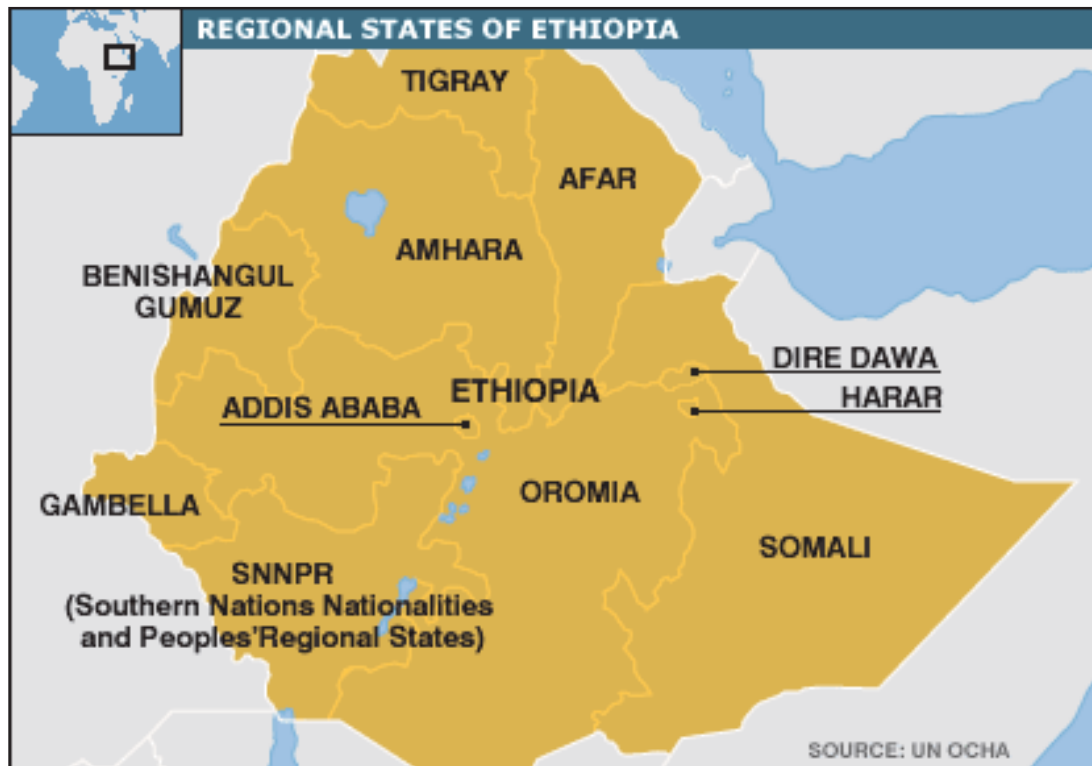 REGIONAL STATES OF ETHIOPIA
TIGRAY
AFAR
AMHARA
BENISHANGUL
GUMUZ
DIRE DAWA
ETHIOPIA
HARAR
ADDIS ABABA
GAMBELLA
OROMIA
SOMALI
SNNPR
(Southern Nations Nationalities
and Peoples'Regional States)
SOURCE: UN OCHA